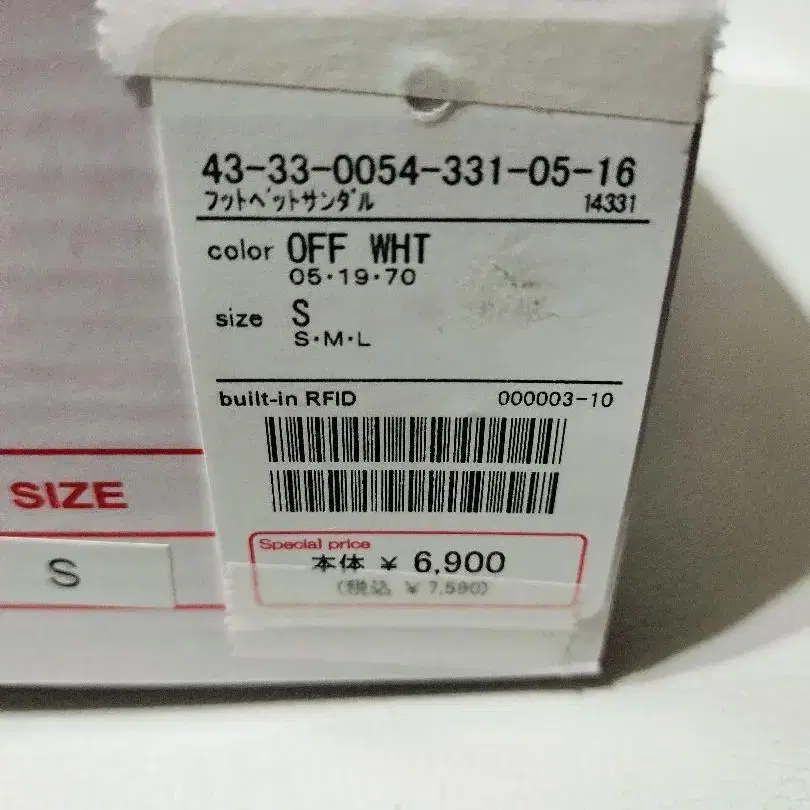 43-33-0054-331-05-16
フットベットサンダル 14331
color OFF WHT
05・19・70
size S
S・M・L
built-in RFID 000003-10
Special price
本体 ¥ 6,900
(税込 ¥ 7,590)
SIZE
S